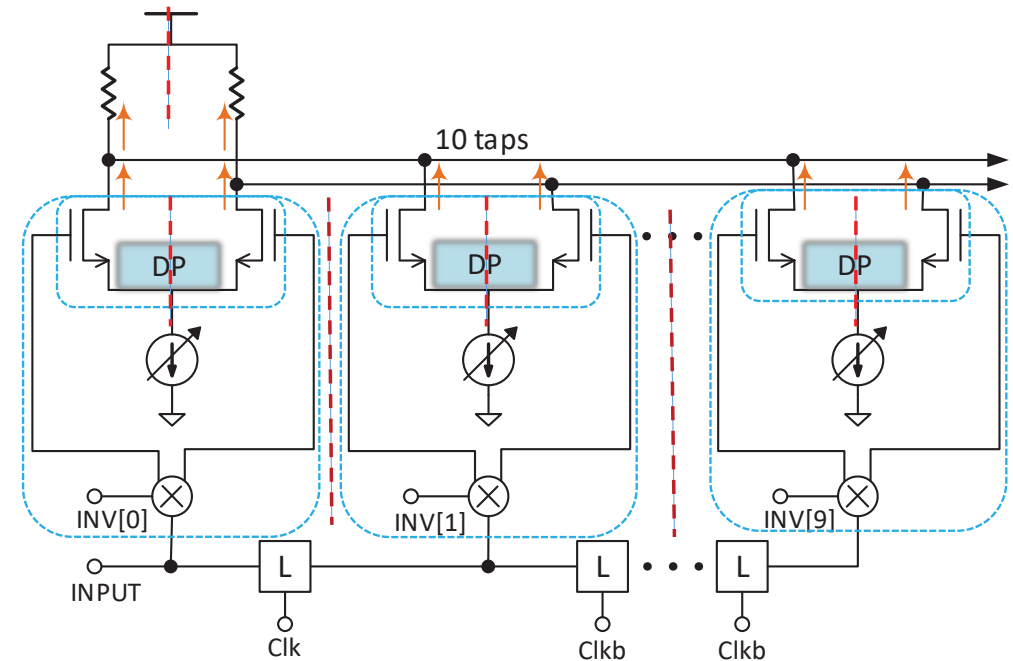 10 taps
DP
DP
DP
INV[0]
INV[1]
INV[9]
L
L
L
INPUT
Clk
Clkb
Clkb